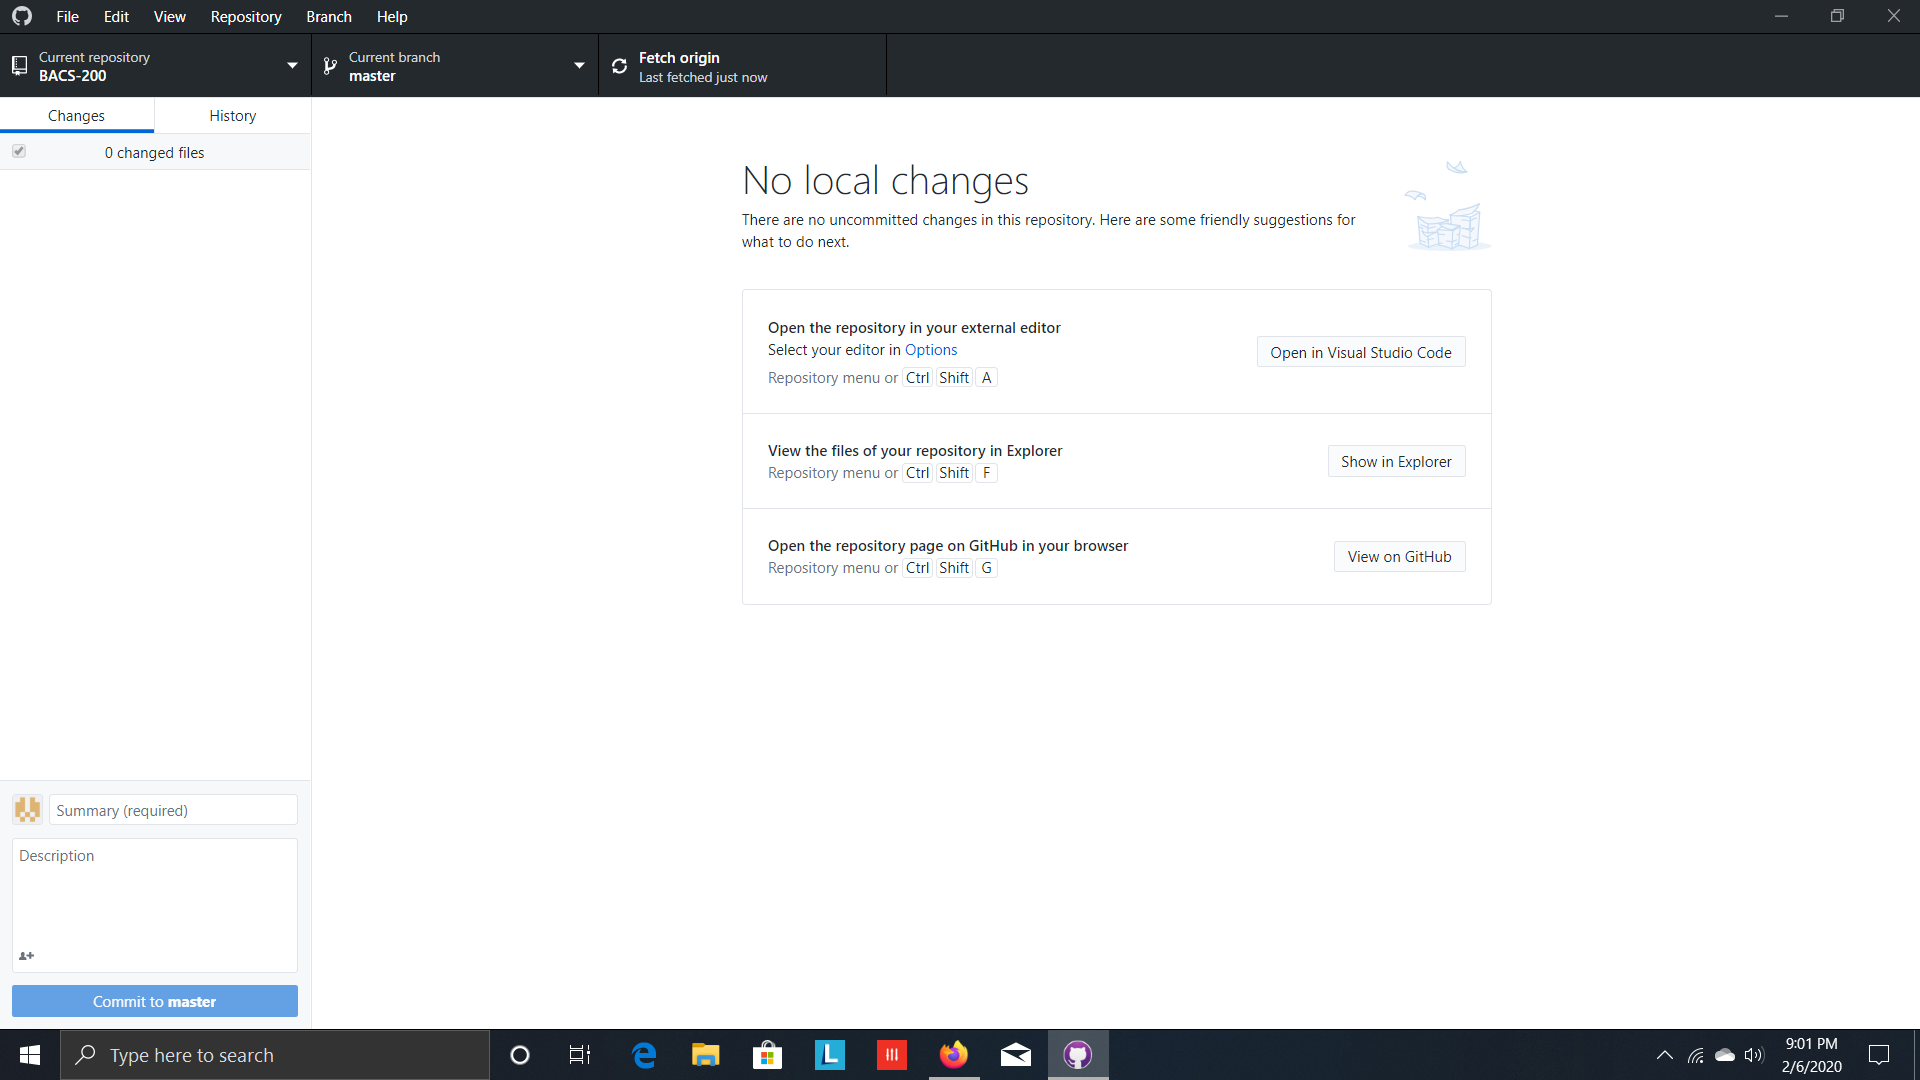 File Edit View Repository Branch Help
Current repository
BACS-200
Current branch
master
Fetch origin
Last fetched just now
Changes
History
0 changed files
No local changes
There are no uncommitted changes in this repository. Here are some friendly suggestions for
what to do next.
Open the repository in your external editor
Select your editor in Options
Repository menu or Ctrl Shift A
Open in Visual Studio Code
View the files of your repository in Explorer
Repository menu or Ctrl Shift F
Show in Explorer
Open the repository page on GitHub in your browser
Repository menu or Ctrl Shift G
View on GitHub
Summary (required)
Description
Commit to master
Type here to search
L
9:01 PM
2/6/2020